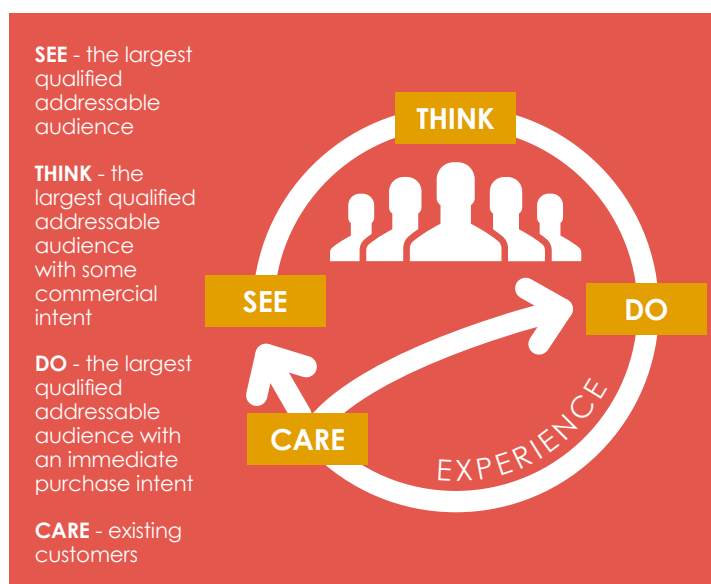 SEE - the largest
qualified
addressable
audience
THINK - the
largest qualified
addressable
audience
with some
commercial
intent
DO - the largest
qualified
addressable
audience with
an immediate
purchase intent
CARE - existing
customers
THINK
SEE
DO
CARE
EXPERIENCE